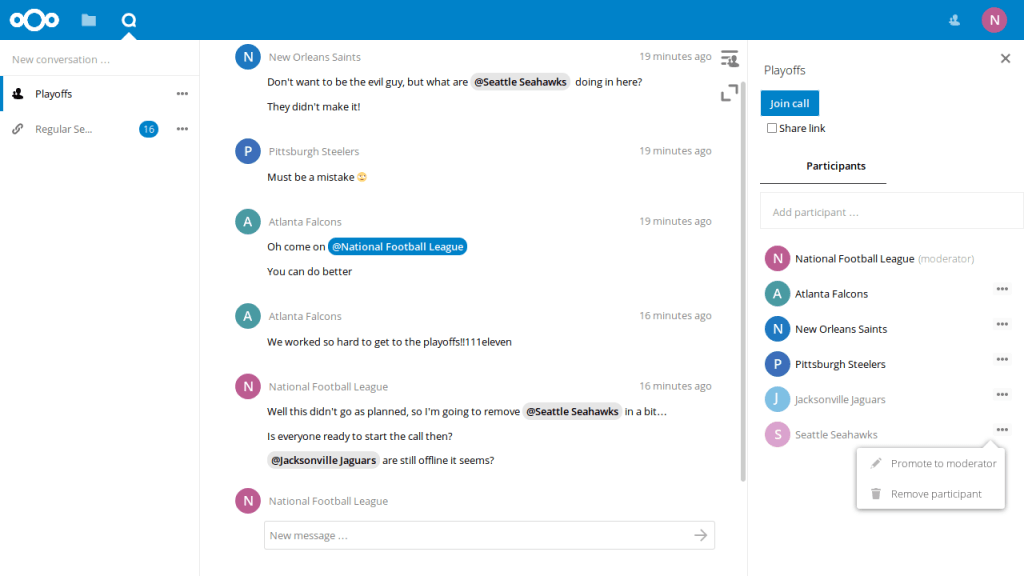 N
New conversation …
Playoffs
Regular Se...
16
N New Orleans Saints 19 minutes ago
Don't want to be the evil guy, but what are @Seattle Seahawks doing in here?
They didn't make it!
P Pittsburgh Steelers 19 minutes ago
Must be a mistake
A Atlanta Falcons 19 minutes ago
Oh come on @National Football League
You can do better
A Atlanta Falcons 16 minutes ago
We worked so hard to get to the playoffs!!111eleven
N National Football League 16 minutes ago
Well this didn't go as planned, so I'm going to remove @Seattle Seahawks in a bit…
Is everyone ready to start the call then?
@Jacksonville Jaguars are still offline it seems?
N National Football League
New message …
Playoffs
Join call
Share link
Participants
Add participant …
N National Football League (moderator)
A Atlanta Falcons
N New Orleans Saints
P Pittsburgh Steelers
J Jacksonville Jaguars
S Seattle Seahawks
Promote to moderator
Remove participant